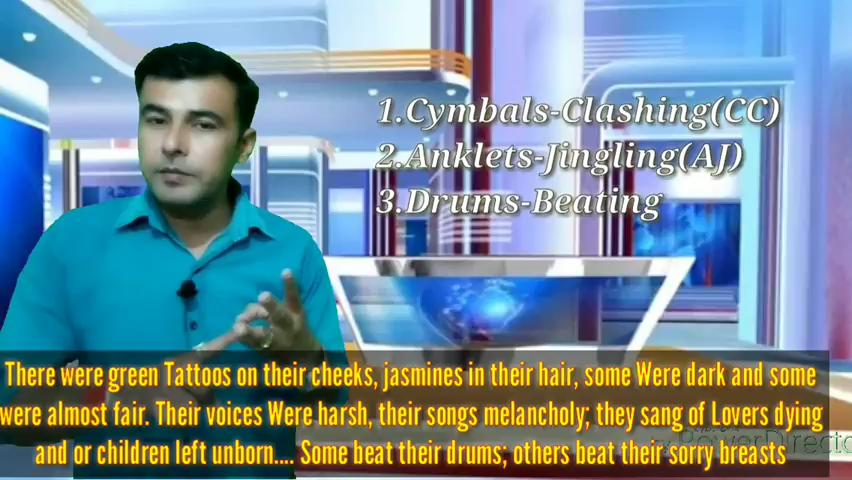 1.Cymbals-Clashing(CC)
2.Anklets-Jingling(AJ)
3.Drums-Beating
There were green Tattoos on their cheeks, jasmines in their hair, some Were dark and some
were almost fair. Their voices Were harsh, their songs melancholy; they sang of Lovers dying
and or children left unborn.... Some beat their drums; others beat their sorry breasts